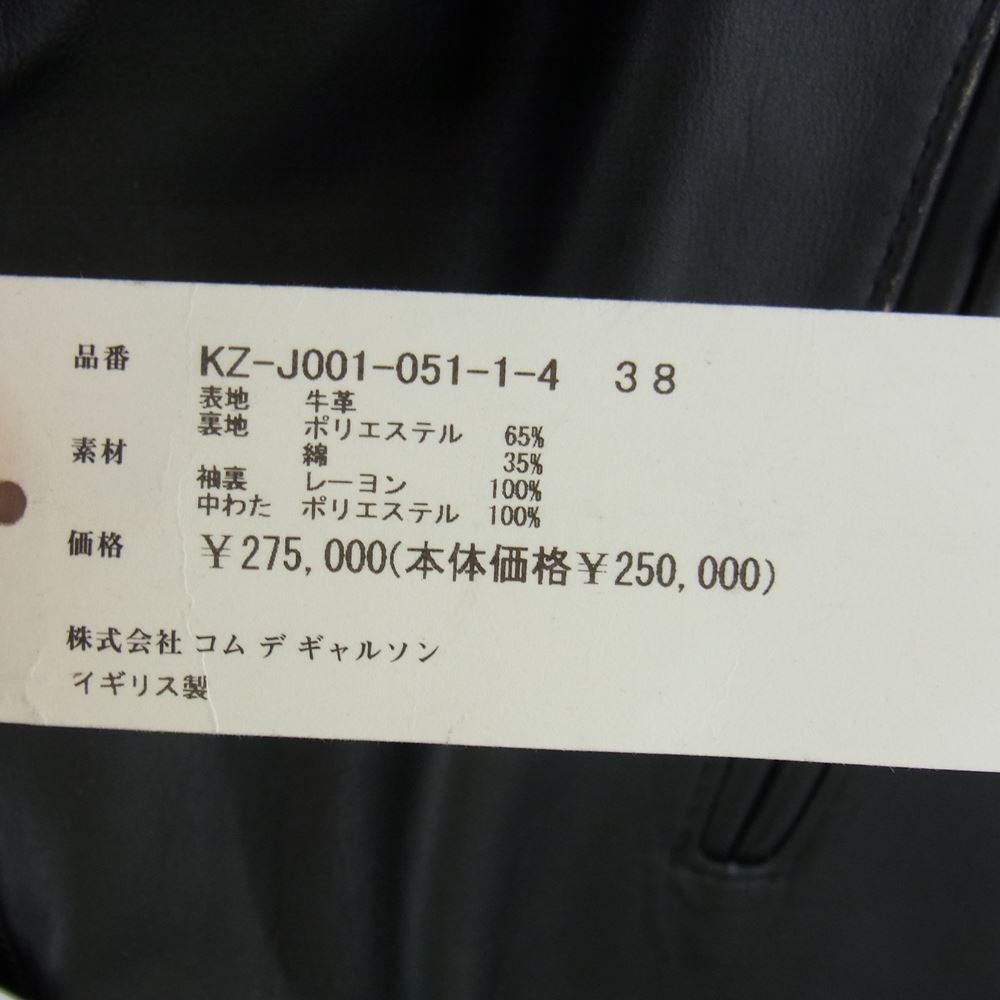 品番 KZ-J001-051-1-4 38
表地 牛革
裏地 ポリエステル 65%
素材 綿 35%
袖裏 レーヨン 100%
中わた ポリエステル 100%
価格 ¥275,000(本体価格¥250,000)
株式会社 コム デ ギャルソン
イギリス製